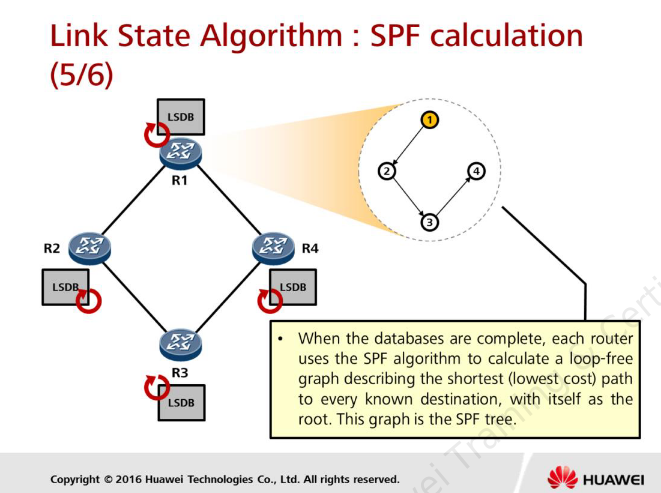 Link State Algorithm : SPF calculation
(5/6)
LSDB
R1
1
2
4
3
R2
R4
LSDB
LSDB
R3
LSDB
• When the databases are complete, each router
uses the SPF algorithm to calculate a loop-free
graph describing the shortest (lowest cost) path
to every known destination, with itself as the
root. This graph is the SPF tree.
Copyright © 2016 Huawei Technologies Co., Ltd. All rights reserved.
HUAWEI